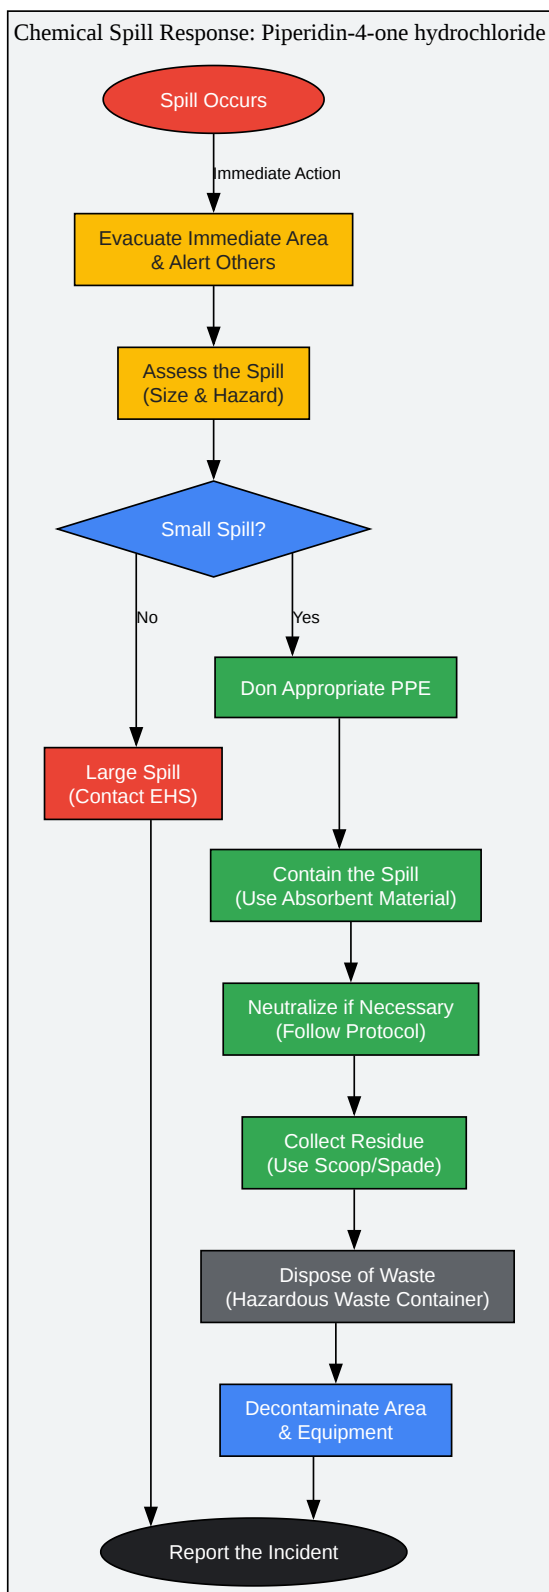 Chemical Spill Response: Piperidin-4-one hydrochloride
Spill Occurs
Immediate Action
Evacuate Immediate Area
& Alert Others
Assess the Spill
(Size & Hazard)
Small Spill?
No
Yes
Don Appropriate PPE
Large Spill
(Contact EHS)
Contain the Spill
(Use Absorbent Material)
Neutralize if Necessary
(Follow Protocol)
Collect Residue
(Use Scoop/Spade)
Dispose of Waste
(Hazardous Waste Container)
Decontaminate Area
& Equipment
Report the Incident